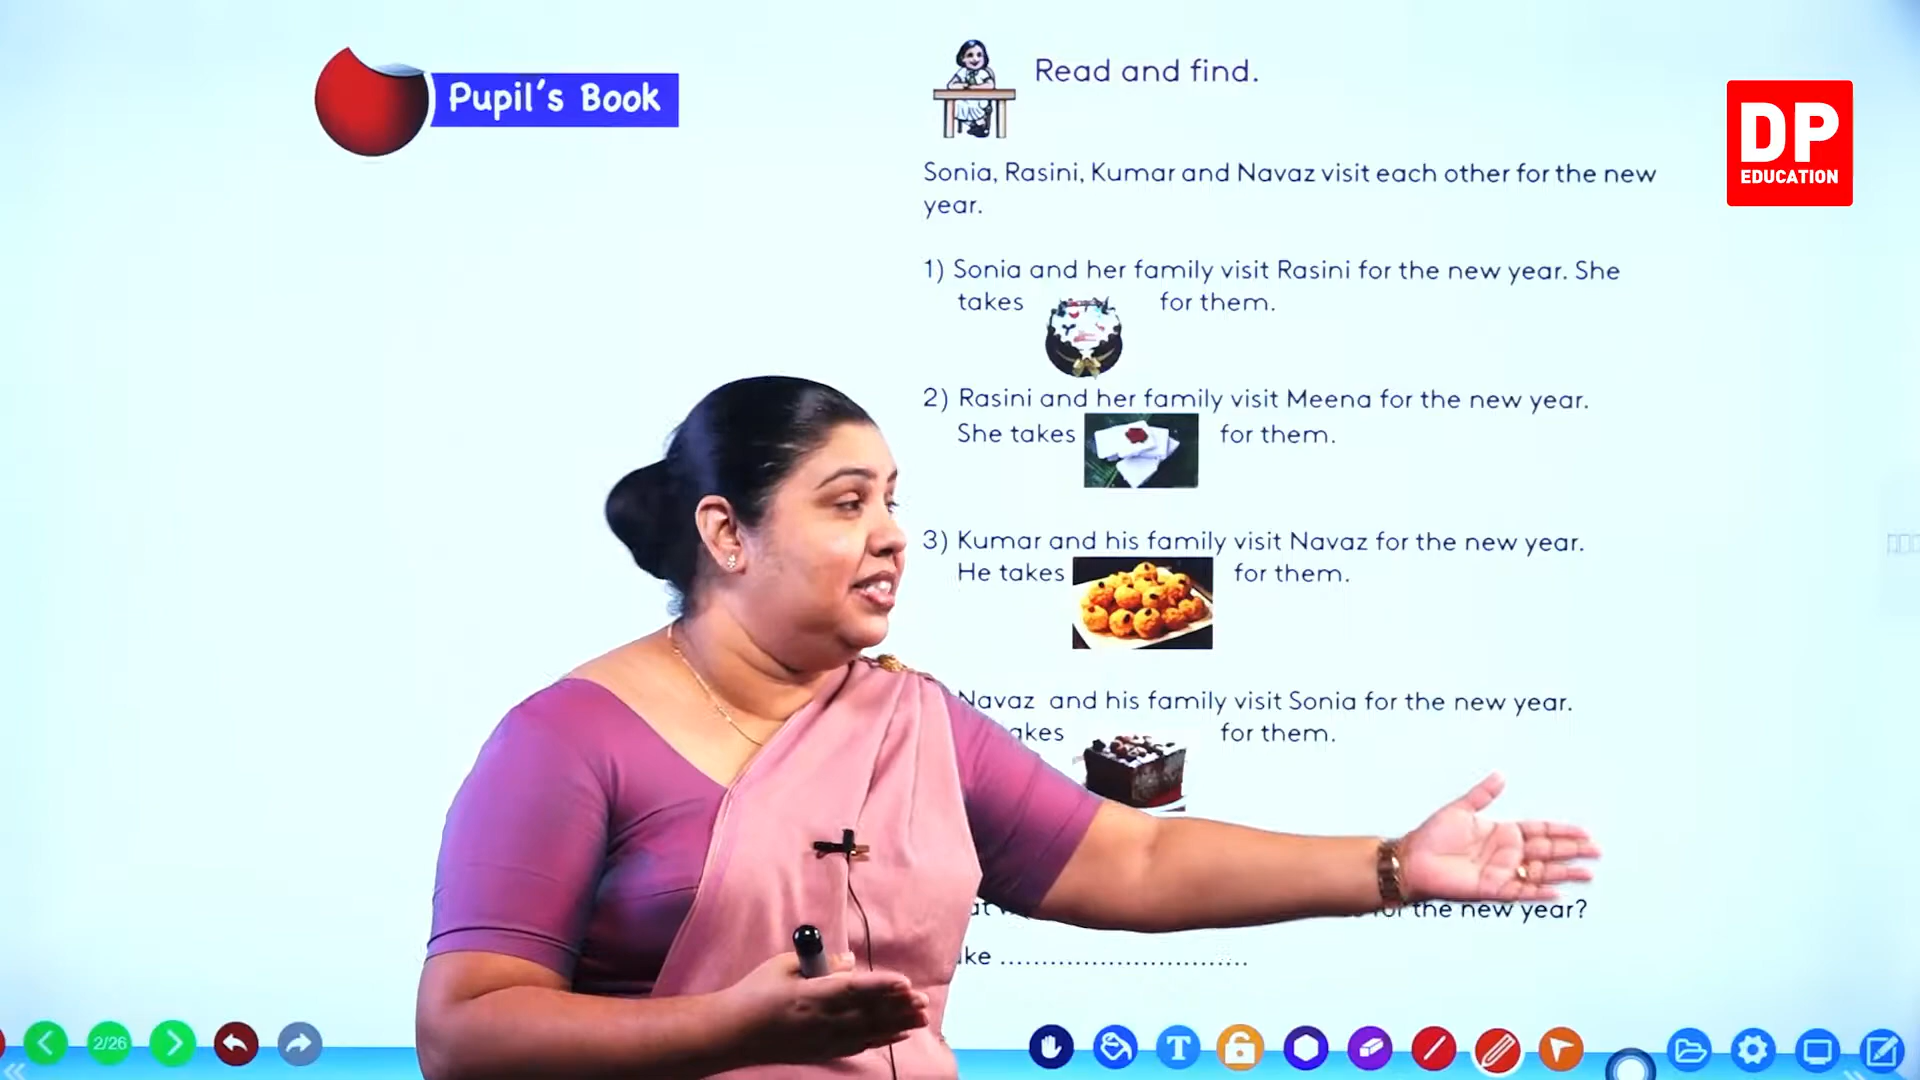 Pupil's Book
Read and find.
DP
EDUCATION
Sonia, Rasini, Kumar and Navaz visit each other for the new
year.
1) Sonia and her family visit Rasini for the new year. She
takes for them.
2) Rasini and her family visit Meena for the new year.
She takes for them.
3) Kumar and his family visit Navaz for the new year.
He takes for them.
Navaz and his family visit Sonia for the new year.
for them.
the new year?
..............................
2/26
T